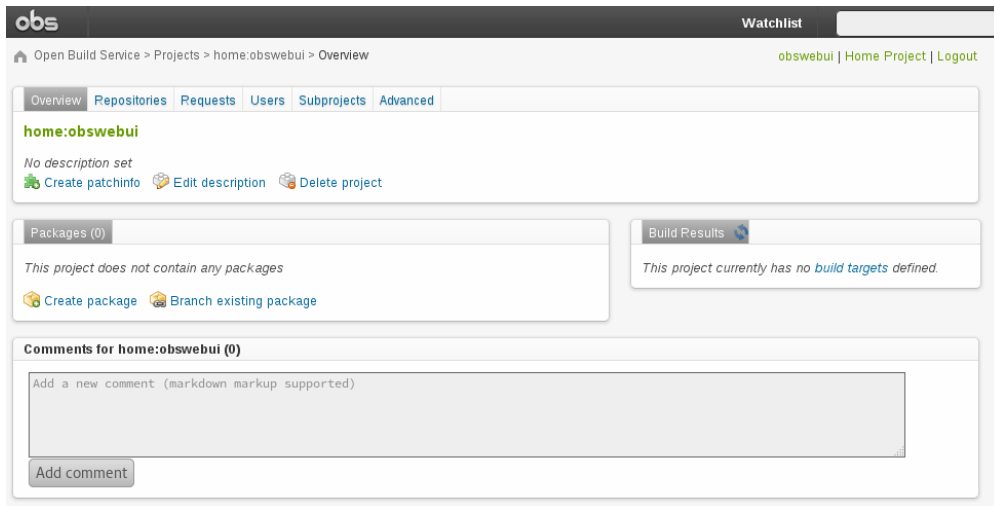 obs
Watchlist
Open Build Service > Projects > home:obswebui > Overview
obswebui | Home Project | Logout
Overview Repositories Requests Users Subprojects Advanced
home:obswebui
No description set
Create patchinfo Edit description Delete project
Packages (0)
This project does not contain any packages
Create package Branch existing package
Build Results
This project currently has no build targets defined.
Comments for home:obswebui (0)
Add a new comment (markdown markup supported)
Add comment